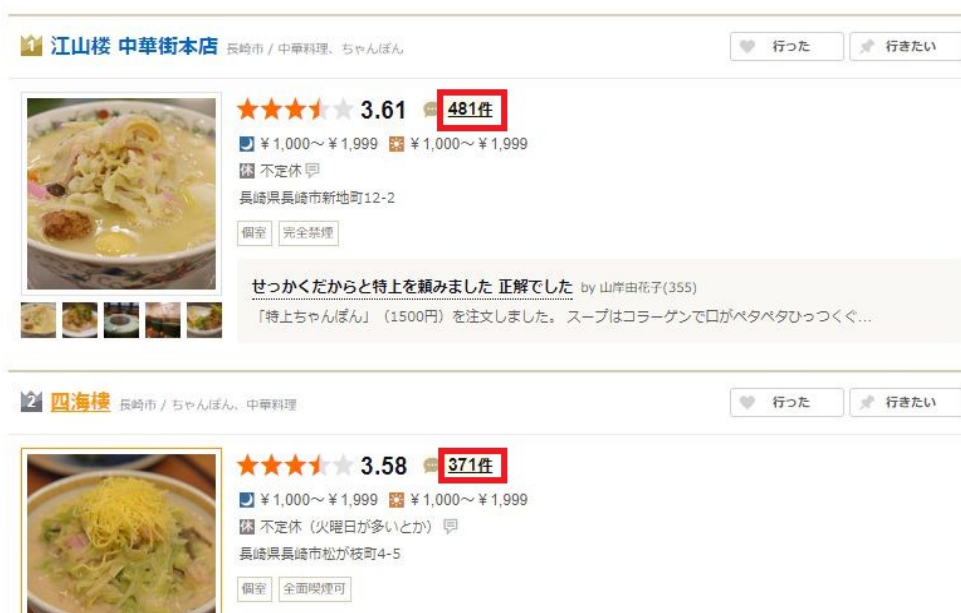 1 江山楼 中華街本店 長崎市 / 中華料理、ちゃんぽん 行った 行きたい
3.61 481件
¥1,000～¥1,999 ¥1,000～¥1,999
休 不定休
長崎県長崎市新地町12-2
個室 完全禁煙
せっかくだからと特上を頼みました 正解でした by 山岸由花子(355)
「特上ちゃんぽん」（1500円）を注文しました。 スープはコラーゲンで口がペタペタひっつくぐ...
2 四海樓 長崎市 / ちゃんぽん、中華料理 行った 行きたい
3.58 371件
¥1,000～¥1,999 ¥1,000～¥1,999
休 不定休（火曜日が多いとか）
長崎県長崎市松が枝町4-5
個室 全面喫煙可